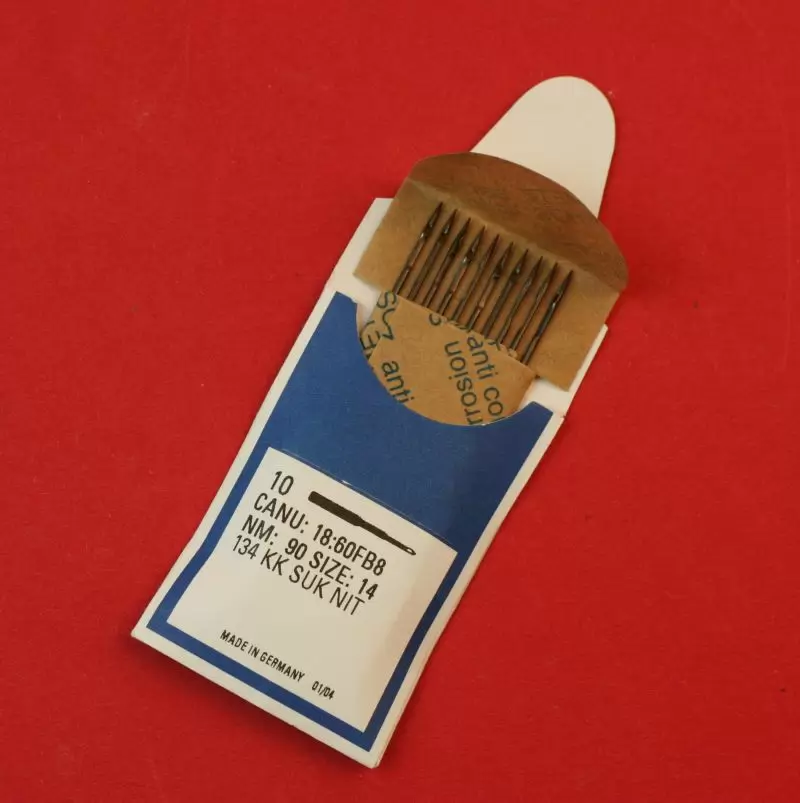 anti co
rrosion
anti
10
CANU: 18:60FB8
NM: 90 SIZE: 14
134 KK SUK NIT
MADE IN GERMANY 01/04